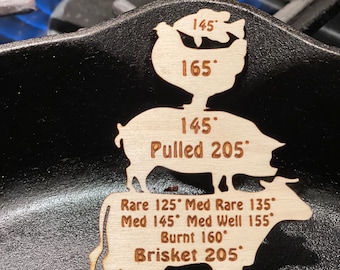 145°
165°
145°
Pulled 205°
Rare 125° Med Rare 135°
Med 145° Med Well 155°
Burnt 160°
Brisket 205°